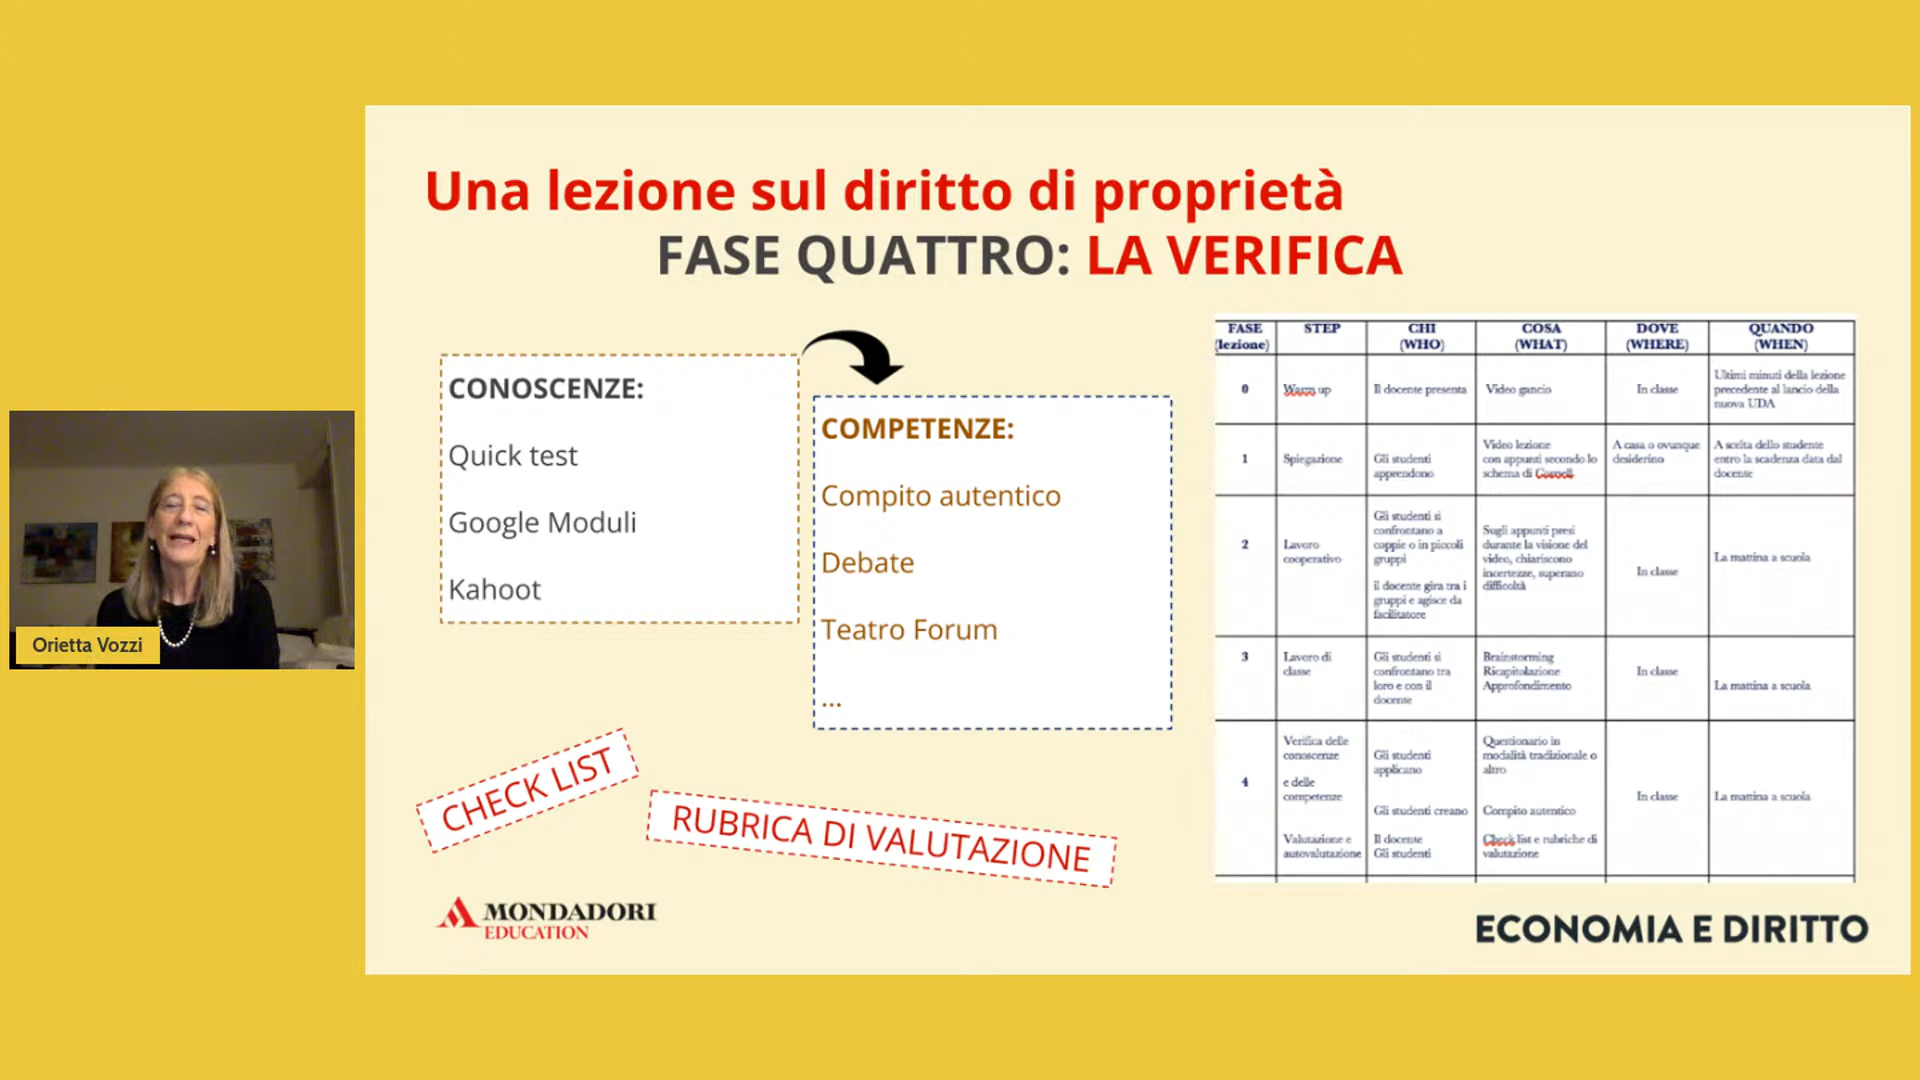 Una lezione sul diritto di proprietà
FASE QUATTRO: LA VERIFICA
CONOSCENZE:
Quick test
Google Moduli
Kahoot
COMPETENZE:
Compito autentico
Debate
Teatro Forum
...
CHECK LIST
RUBRICA DI VALUTAZIONE
Orietta Vozzi
FASE
(lezione)
STEP
CHI
(WHO)
COSA
(WHAT)
DOVE
(WHERE)
QUANDO
(WHEN)
0
Warm up
Il docente presenta
Video gancio
In classe
Ultimi minuti della lezione
precedente al lancio della
nuova UDA
1
Spiegazione
Gli studenti
apprendono
Video lezione
con appunti secondo lo
schema di Cornell
A casa o ovunque
desiderino
A scelta dello studente
entro la scadenza data dal
docente
2
Lavoro
cooperativo
Gli studenti si
confrontano a
coppie o in piccoli
gruppi
il docente gira tra i
gruppi e agisce da
facilitatore
Sugli appunti presi
durante la visione del
video, chiariscono
incertezze, superano
difficoltà
In classe
La mattina a scuola
3
Lavoro di
classe
Gli studenti si
confrontano tra
loro e con il
docente
Brainstorming
Ricapitolazione
Approfondimento
In classe
La mattina a scuola
4
Verifica delle
conoscenze
e delle
competenze
Valutazione e
autovalutazione
Gli studenti
applicano
Gli studenti creano
Il docente
Gli studenti
Questionario in
modalità tradizionale o
altro
Compito autentico
Check list e rubriche di
valutazione
In classe
La mattina a scuola
MONDADORI
EDUCATION
ECONOMIA E DIRITTO